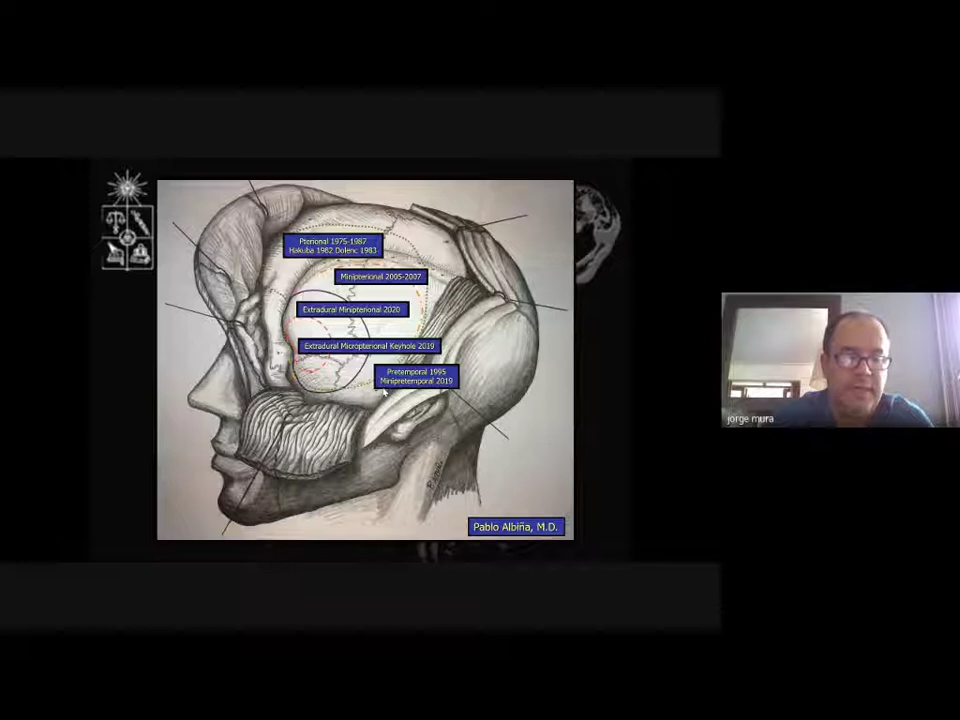 Pterional 1975-1987
Hakuba 1982 Dolenc 1983
Minipterional 2005-2007
Extradural Minipterional 2020
Extradural Micropterional Keyhole 2019
Pretemporal 1995
Minipretemporal 2019
Pablo Albiña, M.D.
jorge mura